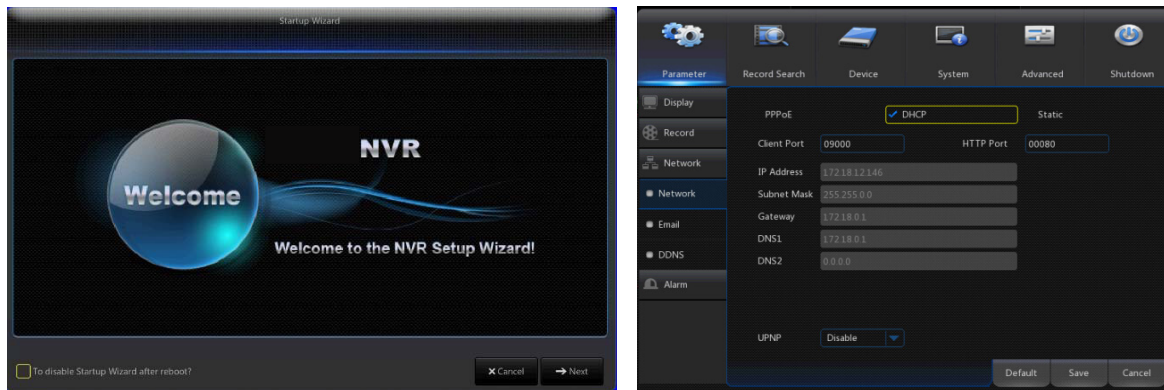 Startup Wizard
NVR
Welcome
Welcome to the NVR Setup Wizard!
To disable Startup Wizard after reboot?
Cancel
Next
Parameter
Record Search
Device
System
Advanced
Shutdown
Display
Record
Network
Network
Email
DDNS
Alarm
PPPoE
DHCP
Static
Client Port 09000 HTTP Port 00080
IP Address 172.18.12.146
Subnet Mask 255.255.0.0
Gateway 172.18.0.1
DNS1 172.18.0.1
DNS2 0.0.0.0
UPNP Disable
Default
Save
Cancel